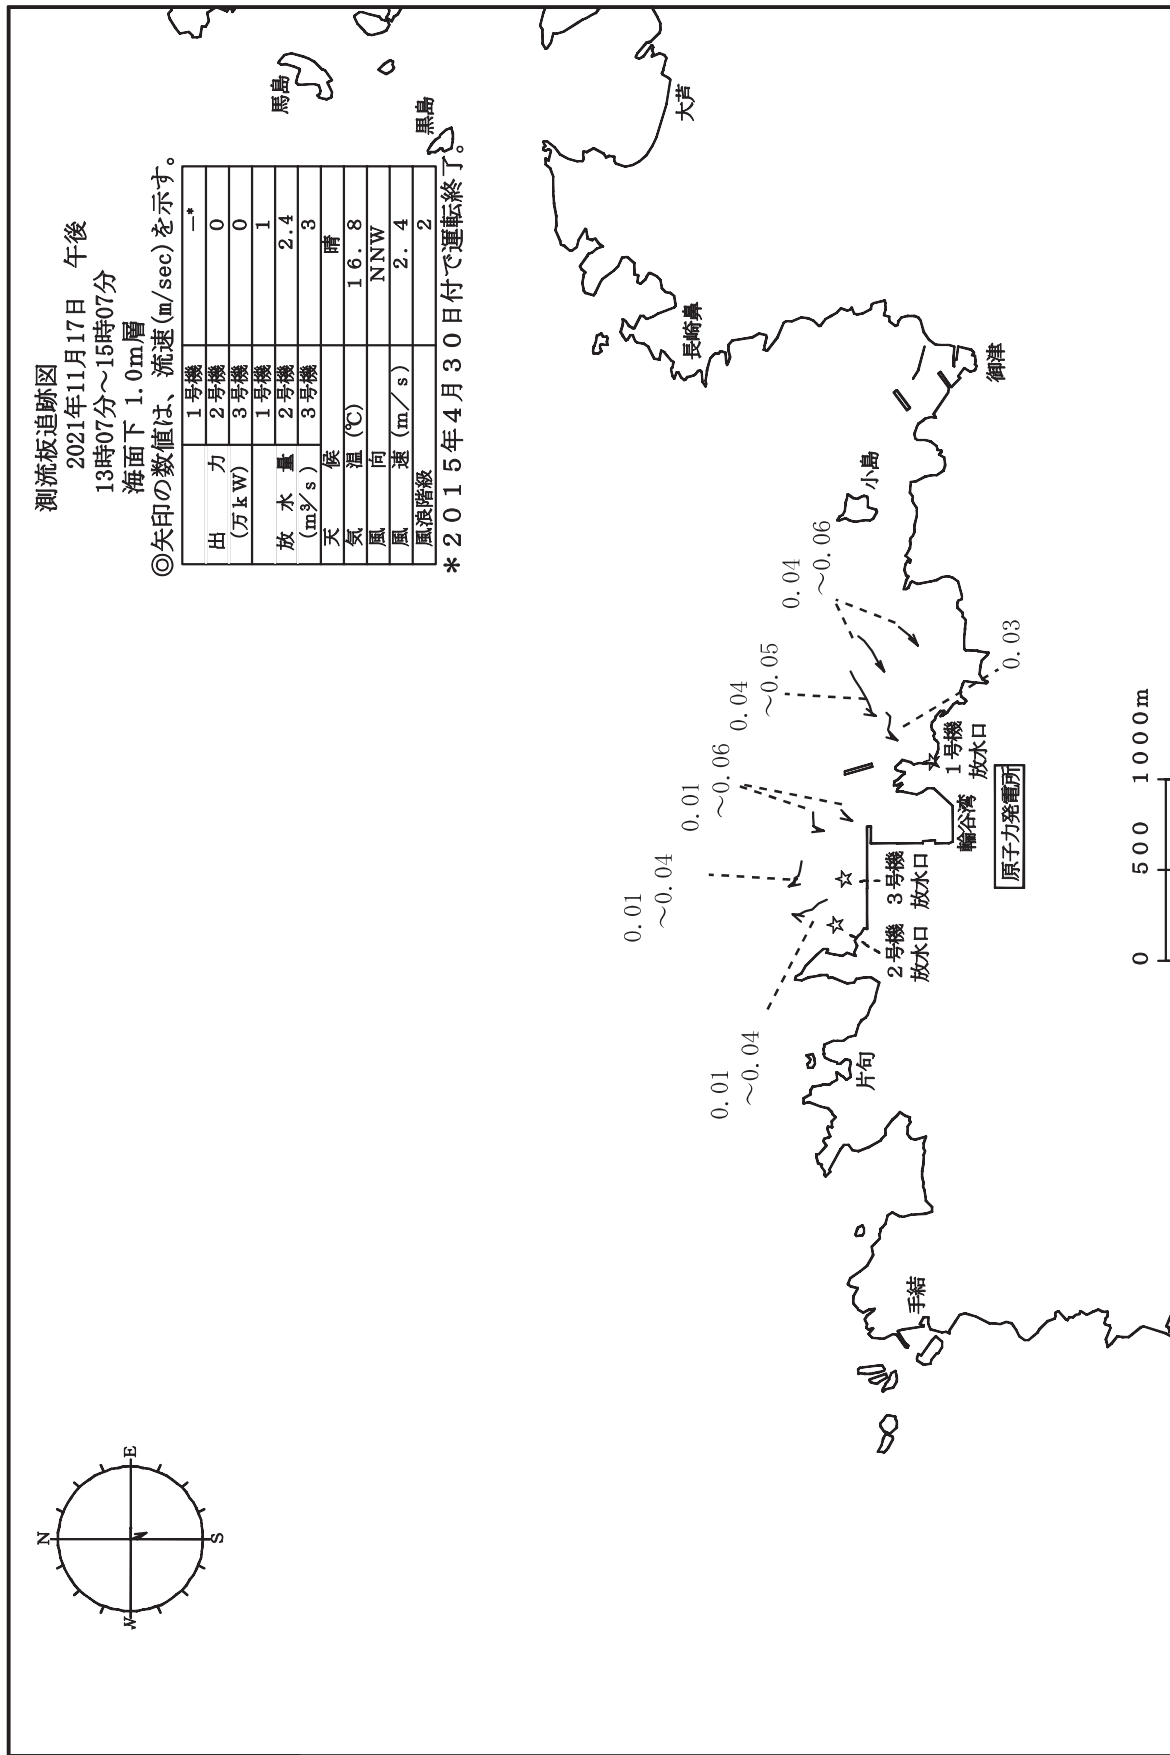 測流板追跡図
2021年11月17日 午後
13時07分～15時07分
海面下 1.0m層
◎矢印の数値は、流速(m/sec)を示す。
出 力 (万kW) 1号機 －*
2号機 0
3号機 0
放 水 量 (m³/s) 1号機 1
2号機 2.4
3号機 3
天 候 晴
気 温 (℃) 16.8
風 向 NNW
風 速 (m/s) 2.4
風浪階級 2
*2015年4月30日付で運転終了。
N
W
E
S
馬島
黒島
大芦
長崎鼻
御津
小島
0.04
～0.06
0.04
～0.05
0.03
0.01
～0.06
0.01
～0.04
0.01
～0.04
1号機
放水口
輪谷湾
原子力発電所
3号機
放水口
2号機
放水口
片句
手結
0 500 1000m